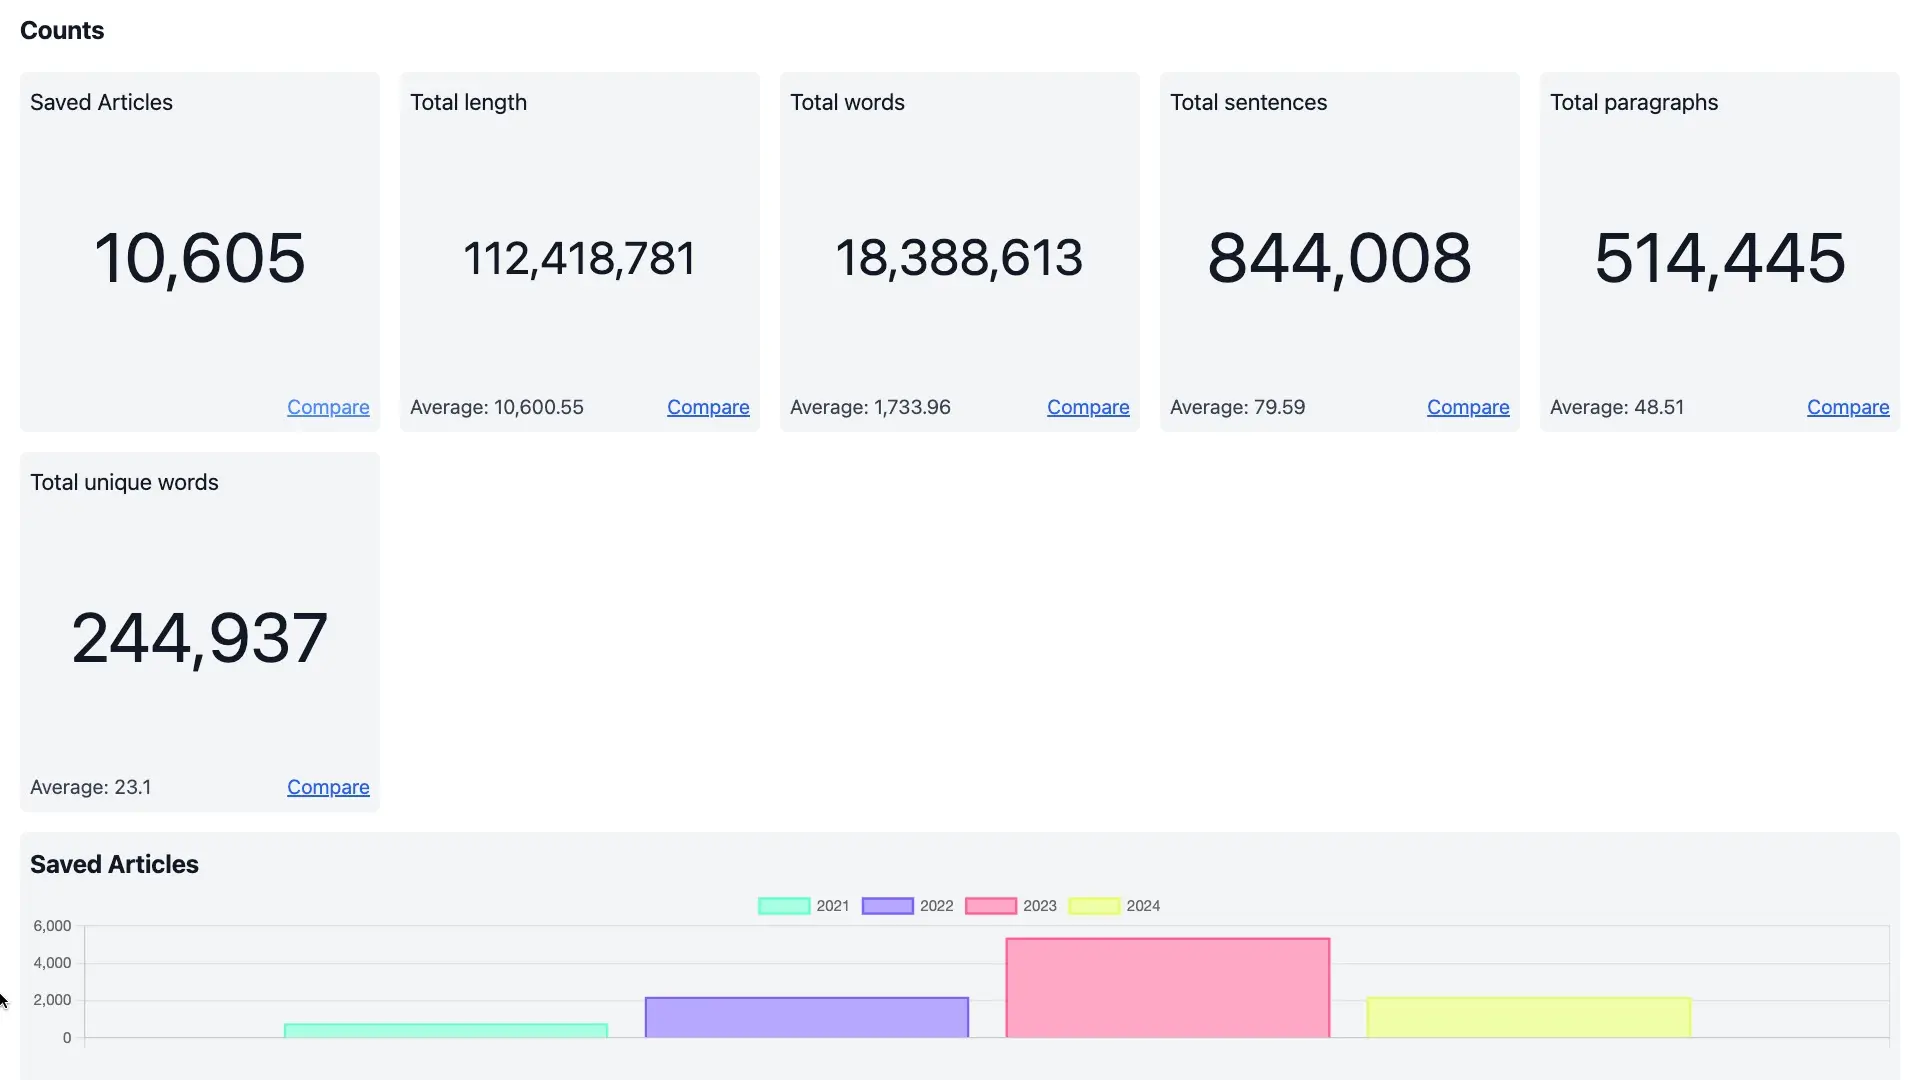 Counts
Saved Articles
10,605
Compare
Total length
112,418,781
Average: 10,600.55 Compare
Total words
18,388,613
Average: 1,733.96 Compare
Total sentences
844,008
Average: 79.59 Compare
Total paragraphs
514,445
Average: 48.51 Compare
Total unique words
244,937
Average: 23.1 Compare
Saved Articles
2021 2022 2023 2024
6,000
4,000
2,000
0